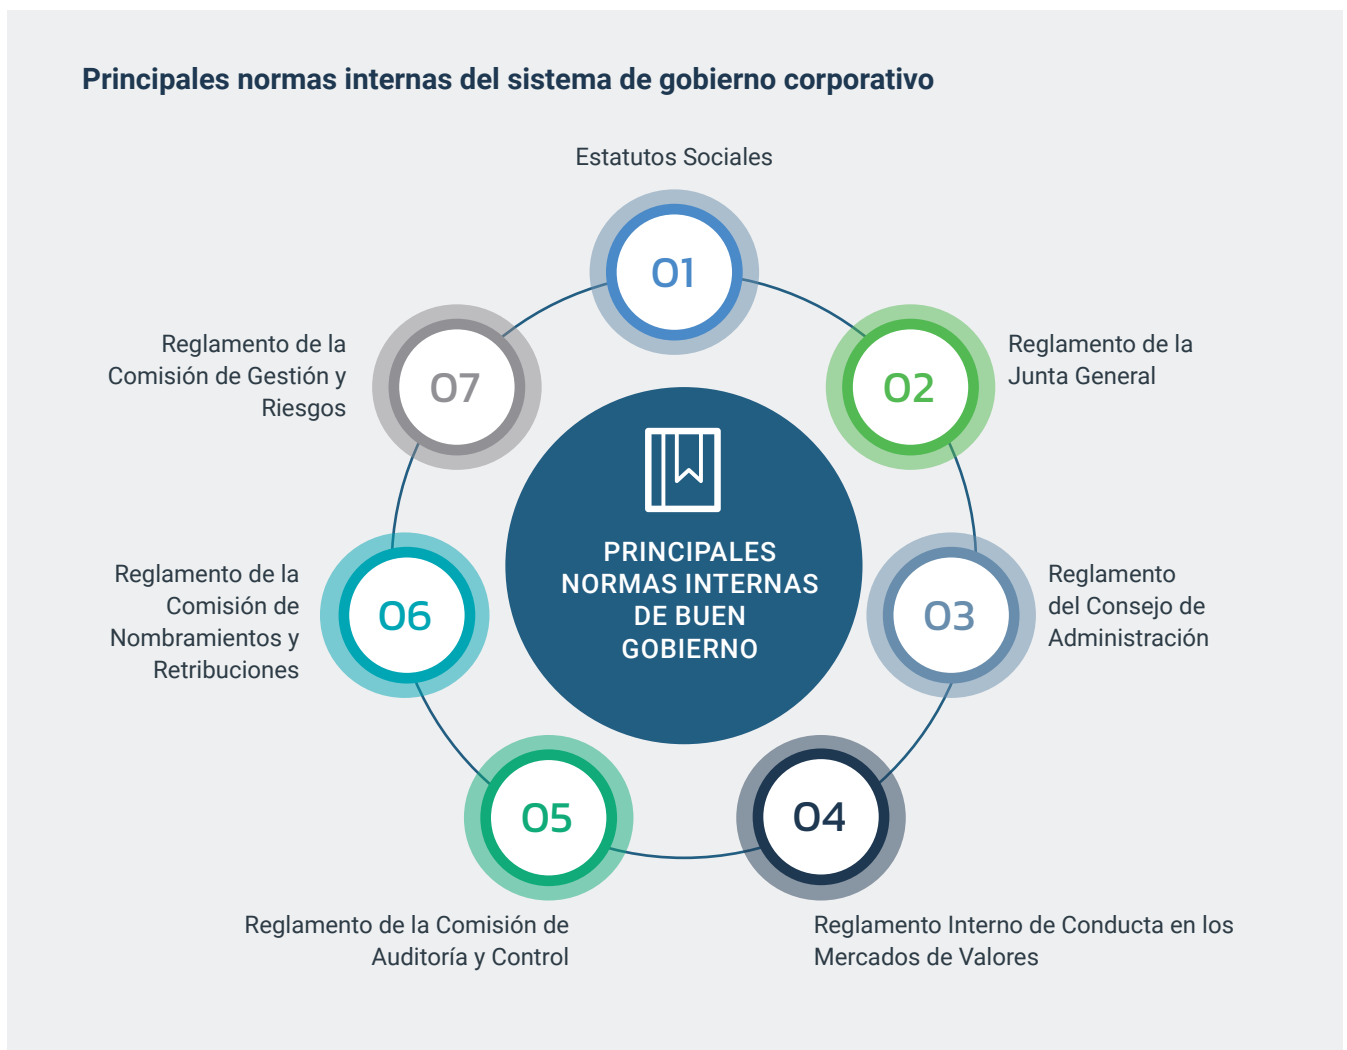 Principales normas internas del sistema de gobierno corporativo
Estatutos Sociales
01
Reglamento de la
Junta General
02
Reglamento
del Consejo de
Administración
03
04
Reglamento Interno de Conducta en los
Mercados de Valores
05
Reglamento de la Comisión de
Auditoría y Control
Reglamento de la
Comisión de
Nombramientos y
Retribuciones
06
Reglamento de la
Comisión de Gestión y
Riesgos
07
PRINCIPALES
NORMAS INTERNAS
DE BUEN
GOBIERNO